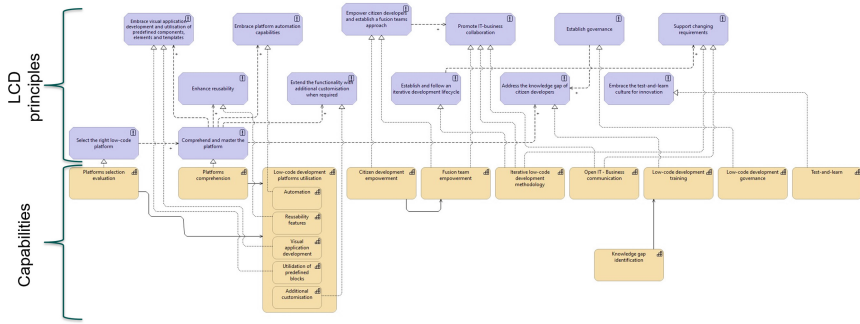 LCD
principles
Embrace visual application
development and utilisation of
predefined components,
elements and templates
Embrace platform automation
capabilities
Empower citizen developers
and establish a fusion teams
approach
Promote IT-business
collaboration
Establish governance
Support changing
requirements
Enhance reusability
Extend the functionality with
additional customisation
when required
Establish and follow an
iterative development lifecycle
Address the knowledge gap of
citizen developers
Embrace the test-and-learn
culture for innovation
Select the right low-code
platform
Comprehend and master the
platform
Capabilities
Platforms selection
evaluation
Platforms
comprehension
Low-code development
platforms utilisation
Automation
Reusability
features
Visual
application
development
Utilidation of
predefined
blocks
Additional
customisation
Citizen development
empowerment
Fusion team
empowerment
Iterative low-code
development
methodology
Open IT - Business
communication
Low-code development
training
Low-code development
governance
Test-and-learn
Knowledge gap
identification